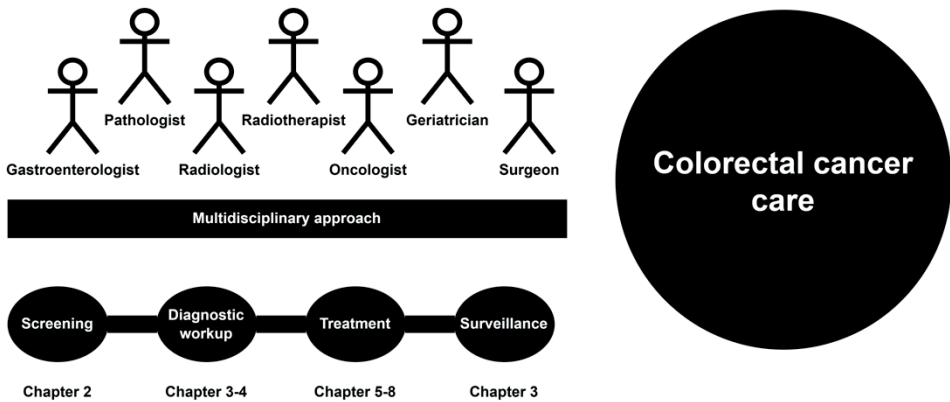 Pathologist
Radiotherapist
Geriatrician
Gastroenterologist
Radiologist
Oncologist
Surgeon
Multidisciplinary approach
Colorectal cancer
care
Screening
Diagnostic
workup
Treatment
Surveillance
Chapter 2
Chapter 3-4
Chapter 5-8
Chapter 3